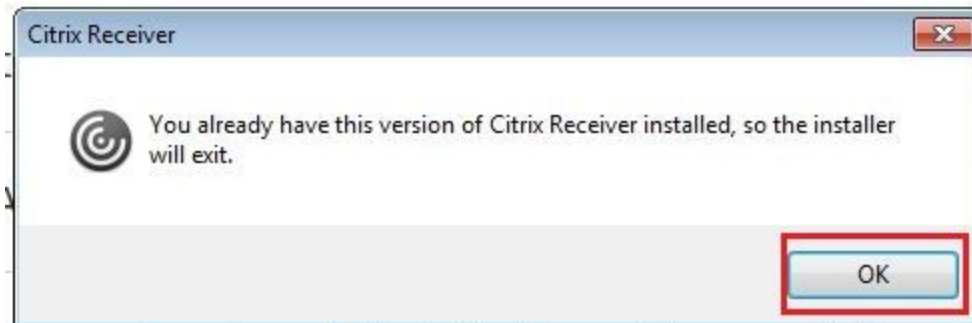 Citrix Receiver
You already have this version of Citrix Receiver installed, so the installer
will exit.
OK